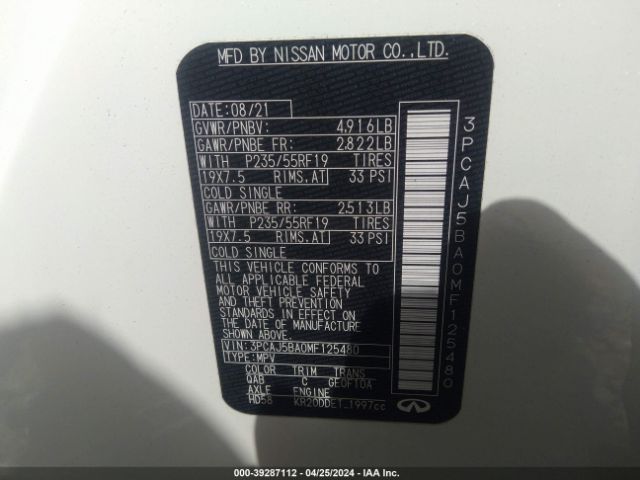 MFD BY NISSAN MOTOR CO.,LTD.
DATE:08/21
GVWR/PNBV: 4,916LB
GAWR/PNBE FR: 2,822LB
WITH P235/55RF19 TIRES
19X7.5 RIMS.AT 33 PSI
COLD SINGLE
GAWR/PNBE RR: 2,513LB
WITH P235/55RF19 TIRES
19X7.5 RIMS.AT 33 PSI
COLD SINGLE
THIS VEHICLE CONFORMS TO
ALL APPLICABLE FEDERAL
MOTOR VEHICLE SAFETY
AND THEFT PREVENTION
STANDARDS IN EFFECT ON
THE DATE OF MANUFACTURE
SHOWN ABOVE.
VIN:3PCAJ5BA0MF125480
TYPE:MPV
COLOR TRIM TRANS
QAB C GE0F10A
AXLE ENGINE
HD58 KR20DDET 1997cc
3PCAJ5BA0MF125480
000-39287112 - 04/25/2024 - IAA Inc.